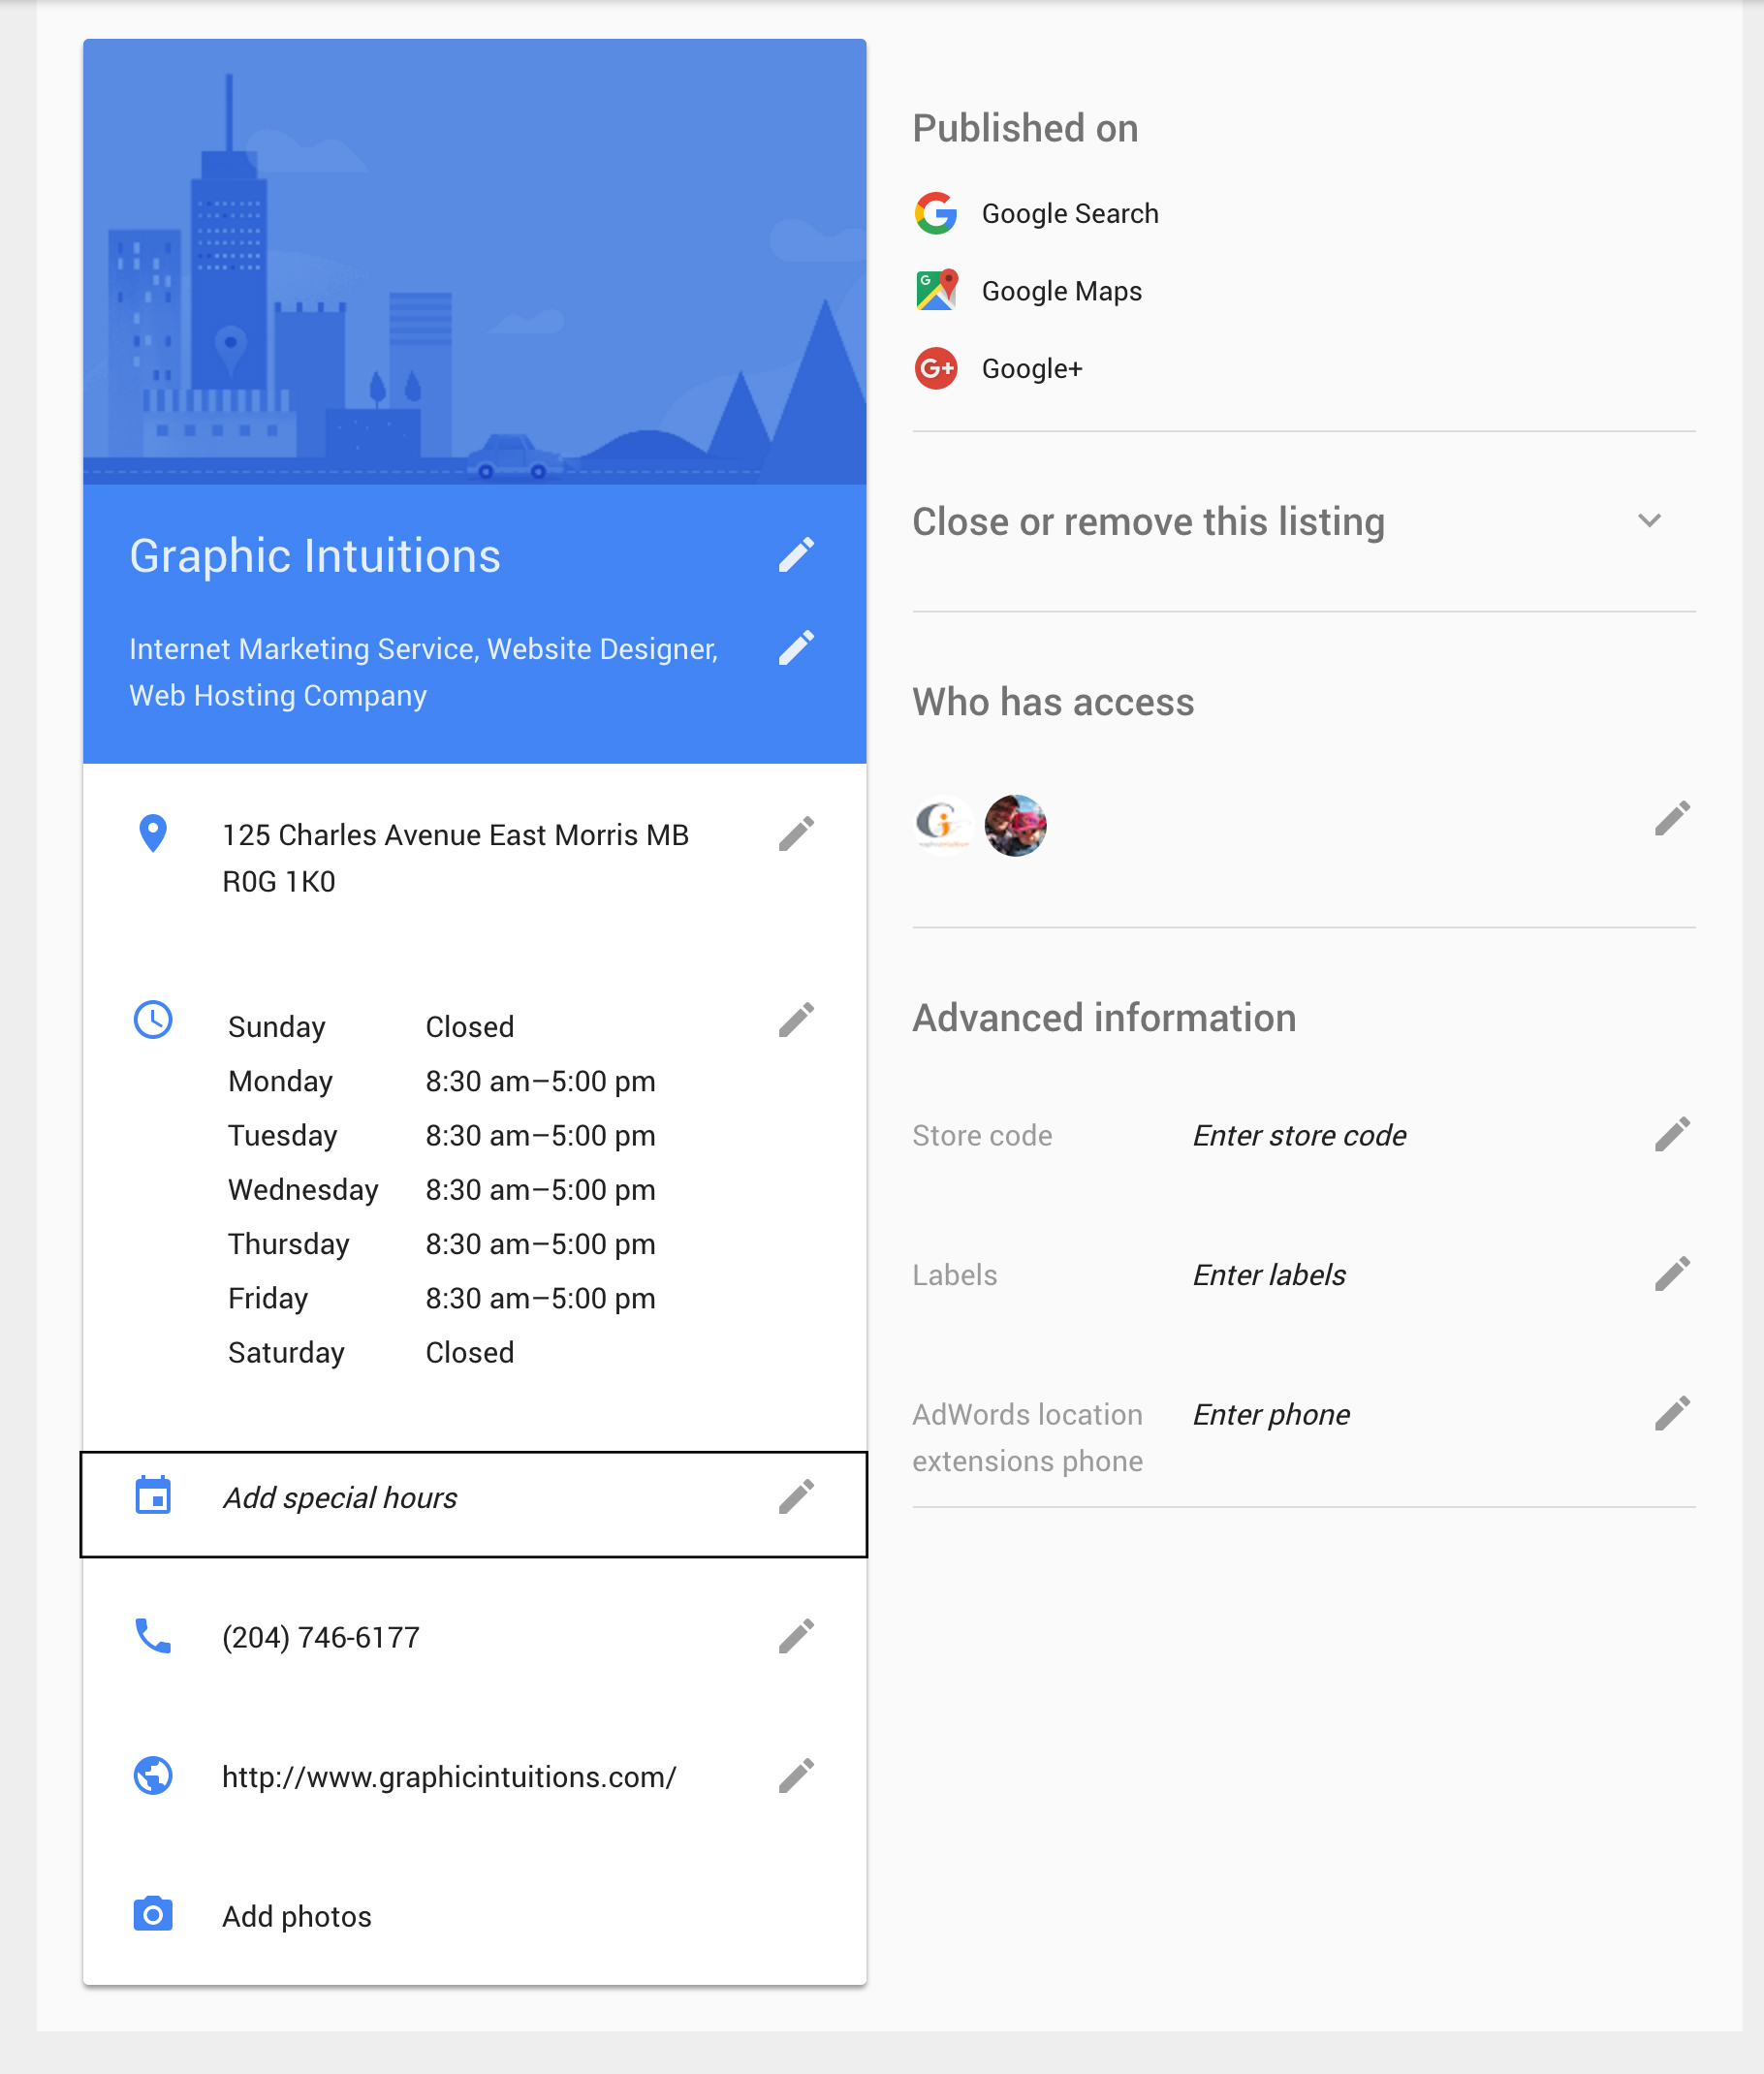 Graphic Intuitions
Internet Marketing Service, Website Designer,
Web Hosting Company
125 Charles Avenue East Morris MB
R0G 1K0
Sunday Closed
Monday 8:30 am–5:00 pm
Tuesday 8:30 am–5:00 pm
Wednesday 8:30 am–5:00 pm
Thursday 8:30 am–5:00 pm
Friday 8:30 am–5:00 pm
Saturday Closed
Add special hours
(204) 746-6177
http://www.graphicintuitions.com/
Add photos
Published on
Google Search
Google Maps
Google+
Close or remove this listing
Who has access
Advanced information
Store code Enter store code
Labels Enter labels
AdWords location Enter phone
extensions phone